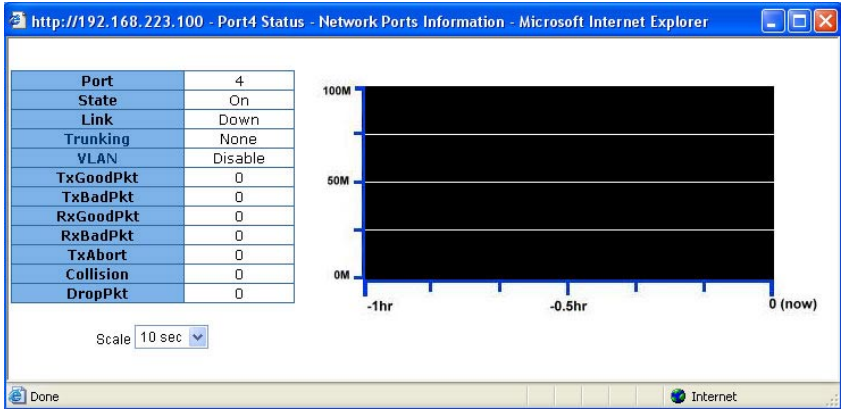 http://192.168.223.100 - Port4 Status - Network Ports Information - Microsoft Internet Explorer
Port 4
State On
Link Down
Trunking None
VLAN Disable
TxGoodPkt 0
TxBadPkt 0
RxGoodPkt 0
RxBadPkt 0
TxAbort 0
Collision 0
DropPkt 0
Scale 10 sec
100M
50M
0M
-1hr -0.5hr 0 (now)
Done Internet